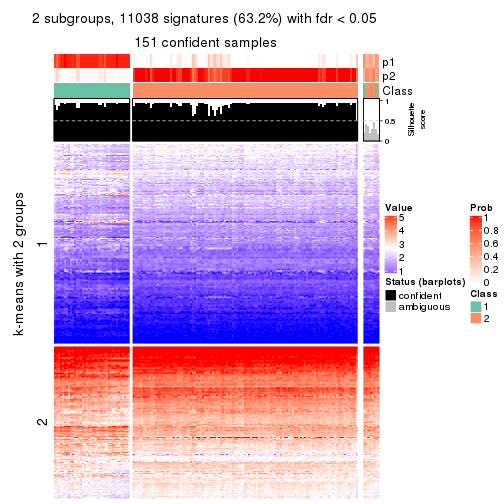 2 subgroups, 11038 signatures (63.2%) with fdr < 0.05
151 confident samples
p1
p2
Class
1
0.5
0
Silhouette
score
k-means with 2 groups
1
2
Value
5
4
3
2
1
Status (barplots)
confident
ambiguous
Prob
1
0.8
0.6
0.4
0.2
0
Class
1
2